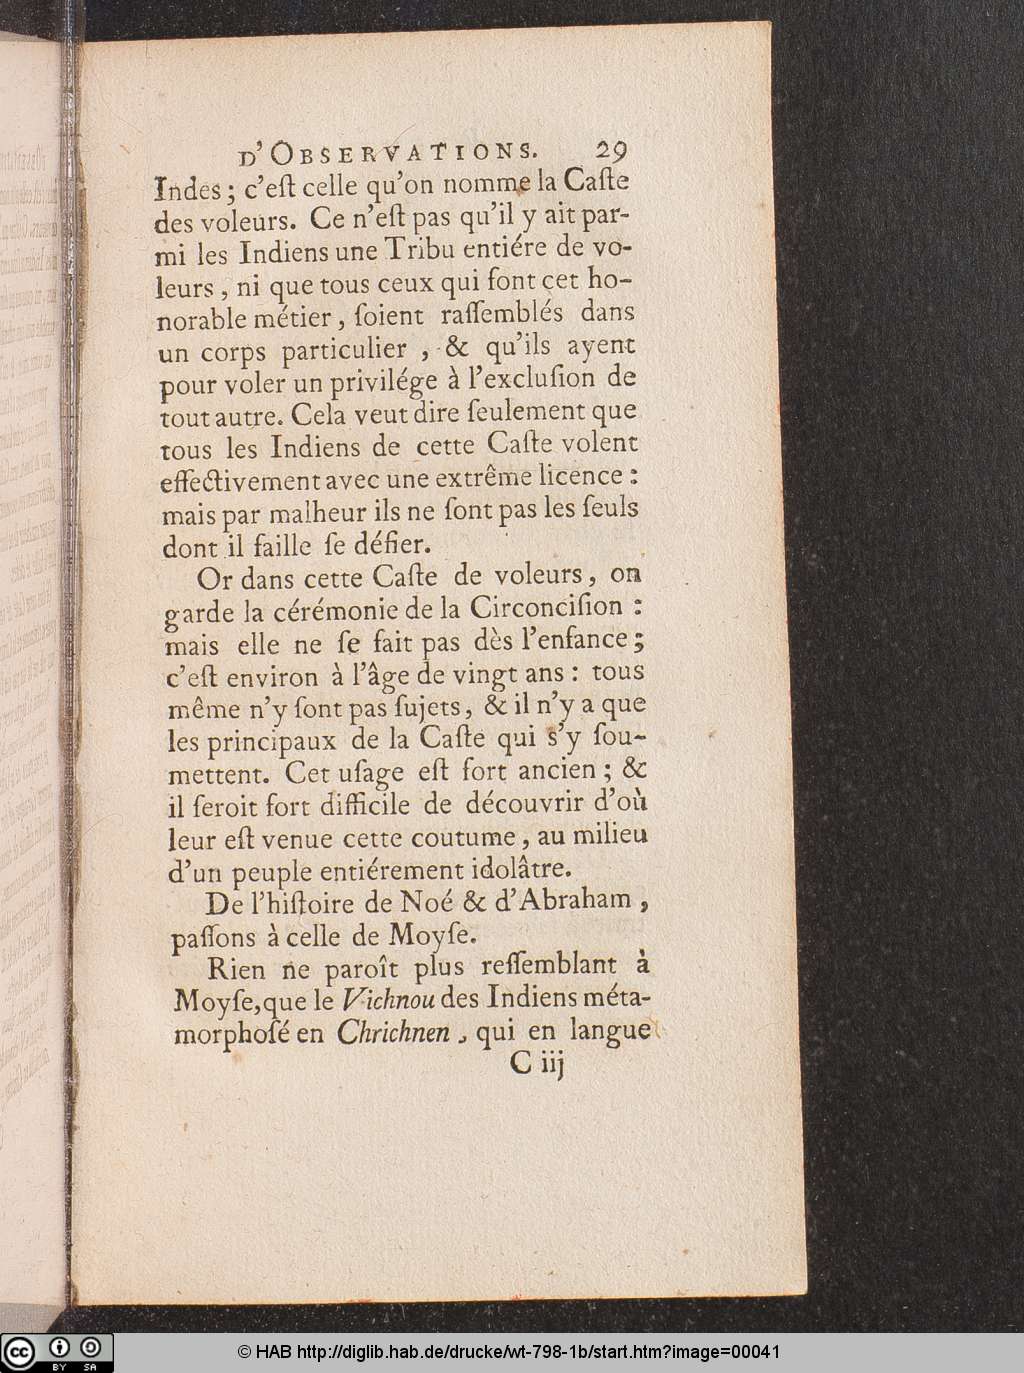 D'OBSERVATIONS. 29
Indes ; c'eſt celle qu'on nomme la Caſte
des voleurs. Ce n'eſt pas qu'il y ait par-
mi les Indiens une Tribu entiére de vo-
leurs , ni que tous ceux qui font cet ho-
norable métier, ſoient raſſemblés dans
un corps particulier , & qu'ils ayent
pour voler un privilége à l'excluſion de
tout autre. Cela veut dire ſeulement que
tous les Indiens de cette Caſte volent
effectivement avec une extrême licence :
mais par malheur ils ne ſont pas les ſeuls
dont il faille ſe défier.
Or dans cette Caſte de voleurs, on
garde la cérémonie de la Circonciſion :
mais elle ne ſe fait pas dès l'enfance ;
c'eſt environ à l'âge de vingt ans : tous
même n'y ſont pas ſujets, & il n'y a que
les principaux de la Caſte qui s'y ſou-
mettent. Cet uſage eſt fort ancien ; &
il ſeroit fort difficile de découvrir d'où
leur eſt venue cette coutume , au milieu
d'un peuple entiérement idolâtre.
De l'hiſtoire de Noé & d'Abraham ,
paſſons à celle de Moyſe.
Rien ne paroît plus reſſemblant à
Moyſe, que le Vichnou des Indiens méta-
morphoſé en Chrichnen , qui en langue
C iij
BY SA
© HAB http://diglib.hab.de/drucke/wt-798-1b/start.htm?image=00041